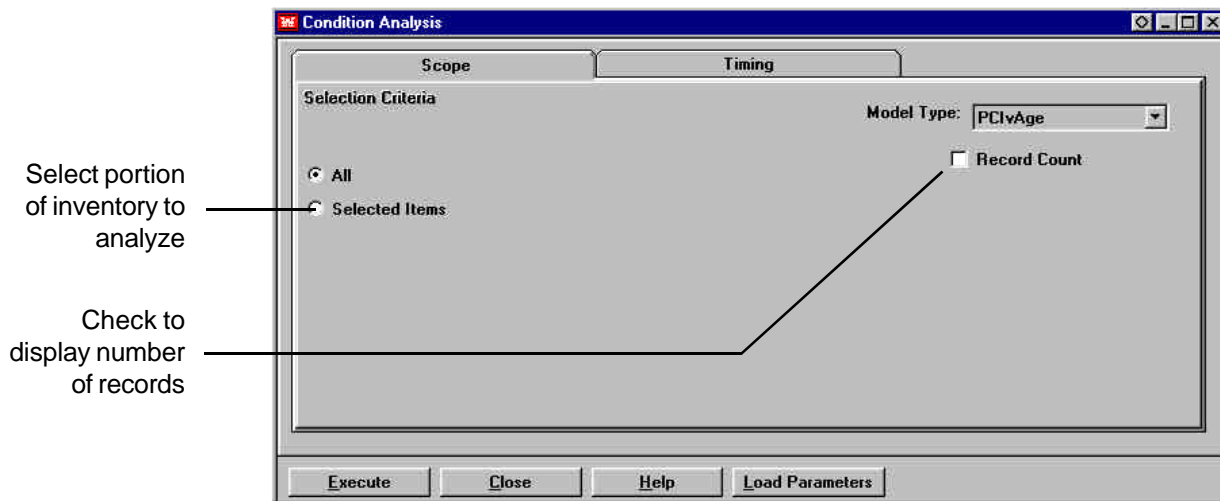 Condition Analysis
Scope
Timing
Selection Criteria
Model Type:
PCIvAge
Record Count
All
Selected Items
Select portion
of inventory to
analyze
Check to
display number
of records
Execute
Close
Help
Load Parameters